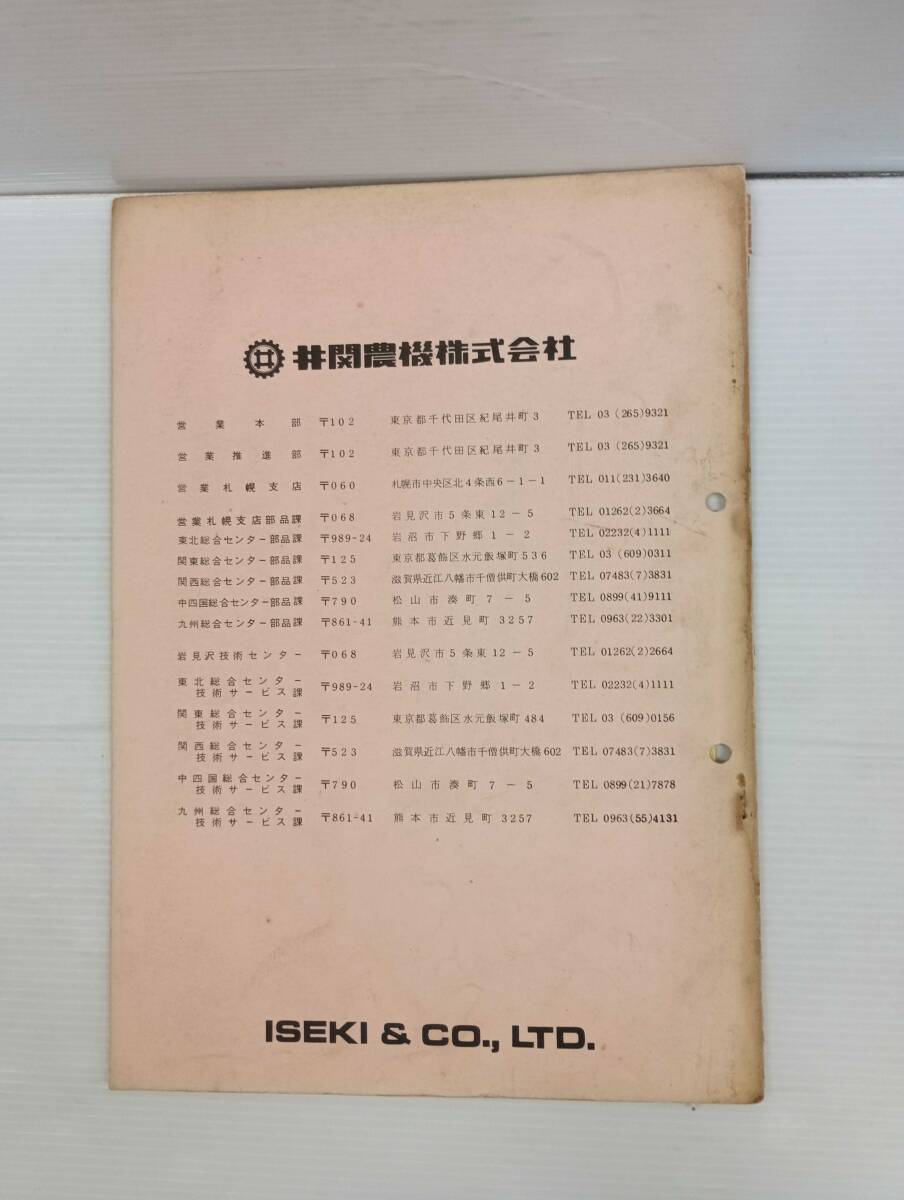 井関農機株式会社
営業本部 〒102 東京都千代田区紀尾井町3 TEL 03 (265)9321
営業推進部 〒102 東京都千代田区紀尾井町3 TEL 03 (265)9321
営業札幌支店 〒060 札幌市中央区北4条西6-1-1 TEL 011(231)3640
営業札幌支店部品課 〒068 岩見沢市5条東12-5 TEL 01262(2)3664
東北総合センター部品課 〒989-24 岩沼市下野郷1-2 TEL 02232(4)1111
関東総合センター部品課 〒125 東京都葛飾区水元飯塚町536 TEL 03 (609)0311
関西総合センター部品課 〒523 滋賀県近江八幡市千僧供町大橋602 TEL 07483(7)3831
中四国総合センター部品課 〒790 松山市湊町7-5 TEL 0899(41)9111
九州総合センター部品課 〒861-41 熊本市近見町3257 TEL 0963(22)3301
岩見沢技術センター 〒068 岩見沢市5条東12-5 TEL 01262(2)2664
東北総合センター
技術サービス課 〒989-24 岩沼市下野郷1-2 TEL 02232(4)1111
関東総合センター
技術サービス課 〒125 東京都葛飾区水元飯塚町484 TEL 03 (609)0156
関西総合センター
技術サービス課 〒523 滋賀県近江八幡市千僧供町大橋602 TEL 07483(7)3831
中四国総合センター
技術サービス課 〒790 松山市湊町7-5 TEL 0899(21)7878
九州総合センター
技術サービス課 〒861-41 熊本市近見町3257 TEL 0963(55)4131
ISEKI & CO., LTD.